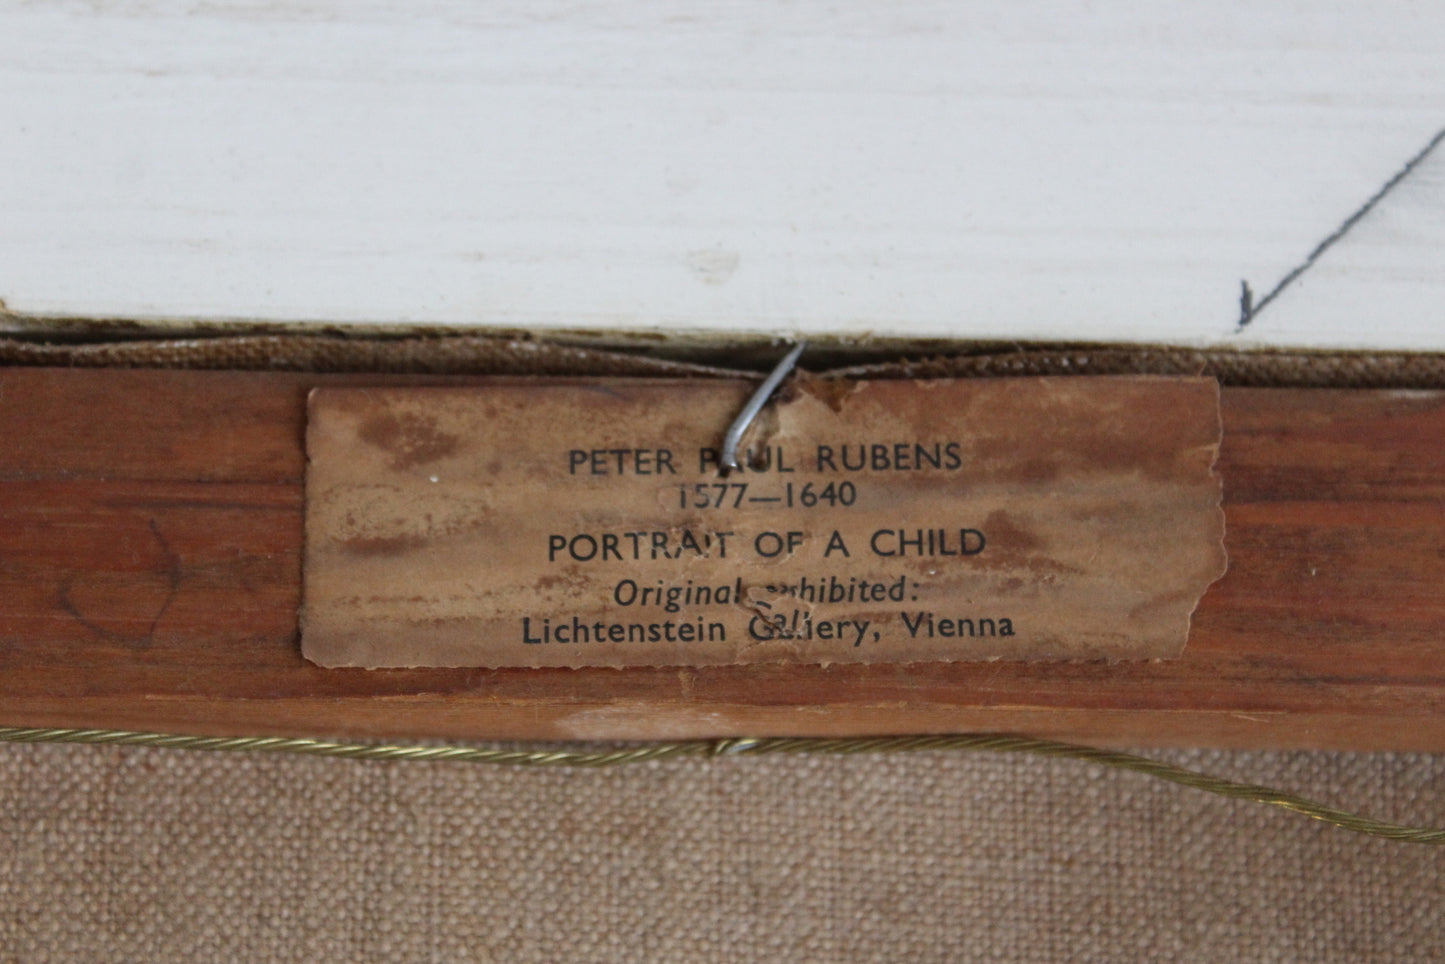 PETER PAUL RUBENS
1577—1640
PORTRAIT OF A CHILD
Original exhibited:
Lichtenstein Gallery, Vienna